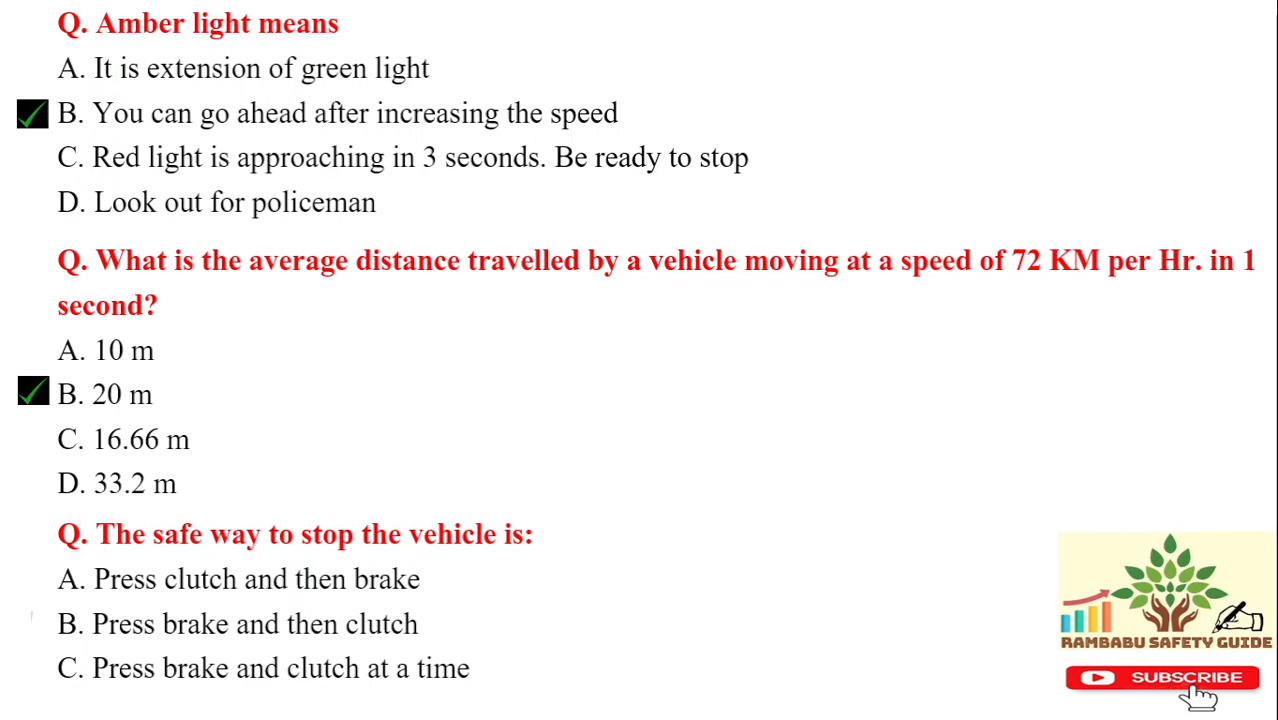 Q. Amber light means
A. It is extension of green light
B. You can go ahead after increasing the speed
C. Red light is approaching in 3 seconds. Be ready to stop
D. Look out for policeman
Q. What is the average distance travelled by a vehicle moving at a speed of 72 KM per Hr. in 1
second?
A. 10 m
B. 20 m
C. 16.66 m
D. 33.2 m
Q. The safe way to stop the vehicle is:
A. Press clutch and then brake
B. Press brake and then clutch
C. Press brake and clutch at a time
RAMBABU SAFETY GUIDE
SUBSCRIBE